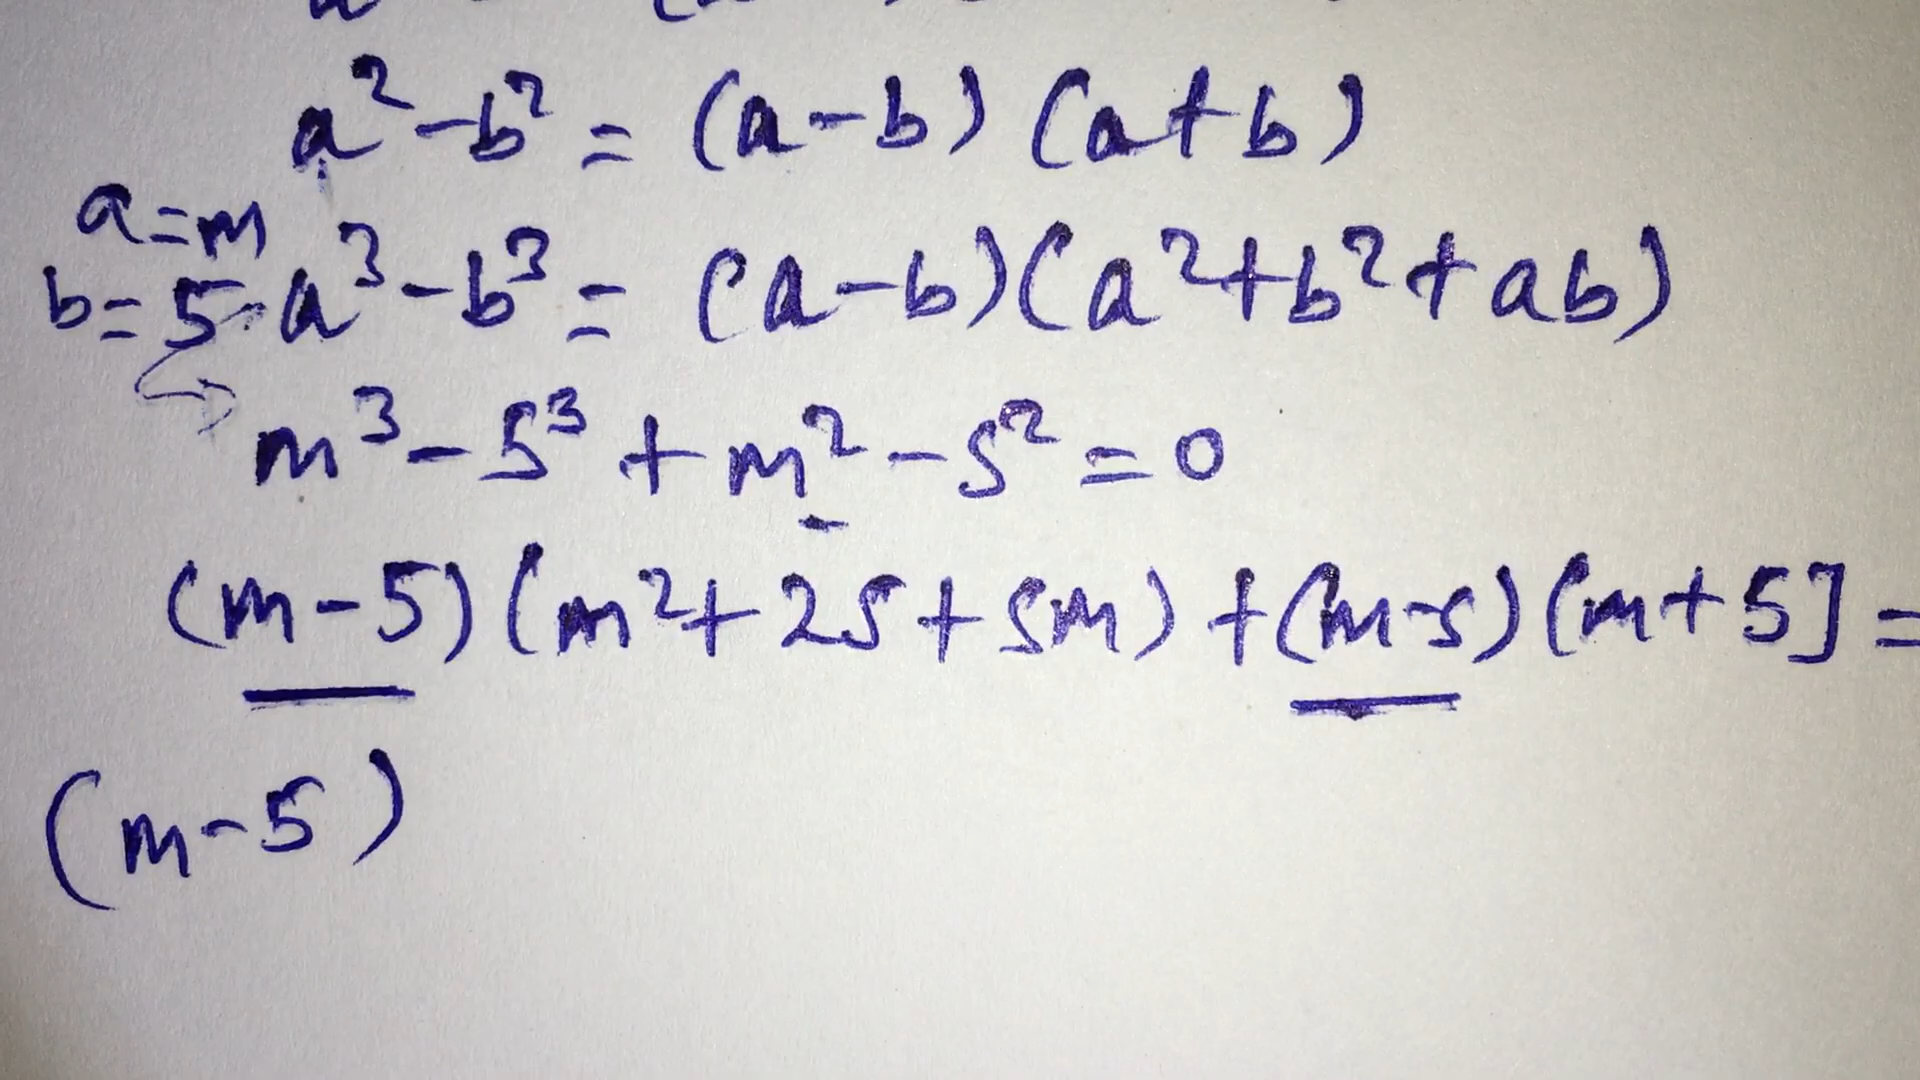 a² - b² = (a - b) (a + b)
a = m
b = 5 a³ - b³ = (a - b)(a² + b² + ab)
m³ - 5³ + m² - 5² = 0
(m - 5)(m² + 25 + 5m) + (m-5)(m + 5] =
(m - 5)